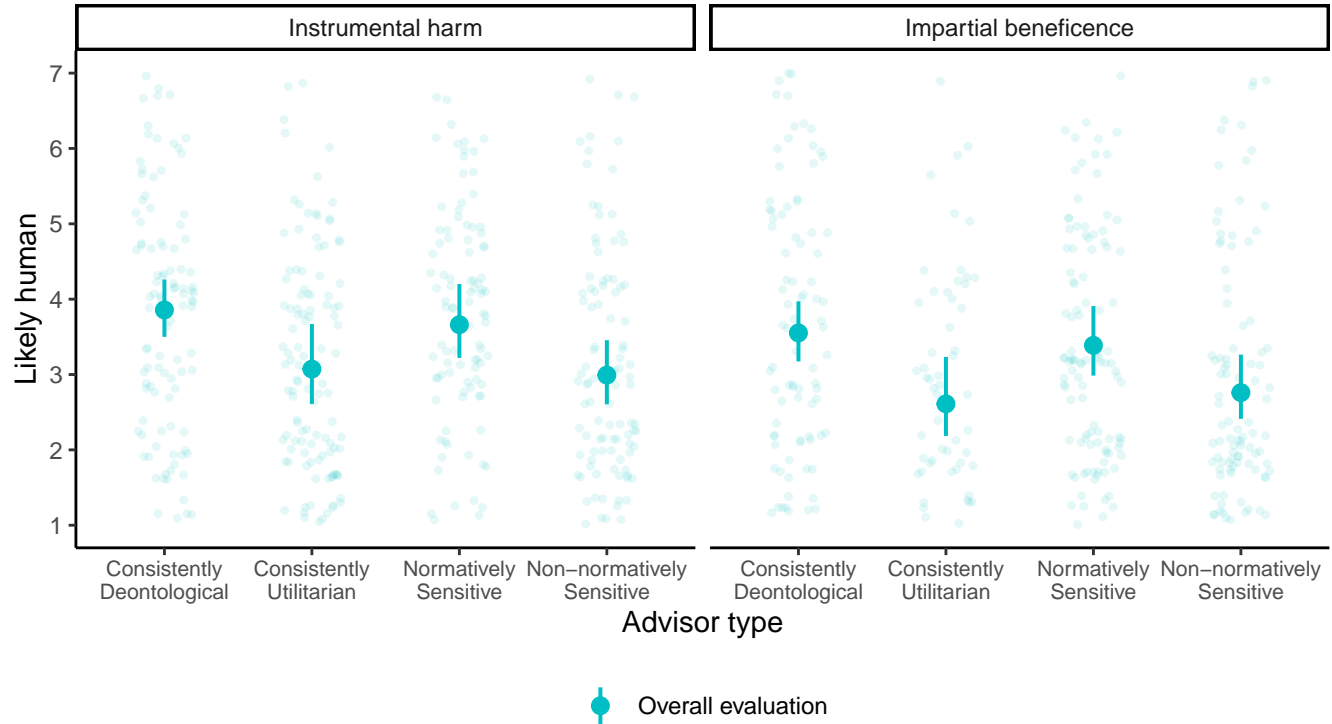 Instrumental harm
Impartial beneficence
Likely human
7
6
5
4
3
2
1
Consistently
Deontological
Consistently
Utilitarian
Normatively
Sensitive
Non−normatively
Sensitive
Consistently
Deontological
Consistently
Utilitarian
Normatively
Sensitive
Non−normatively
Sensitive
Advisor type
Overall evaluation